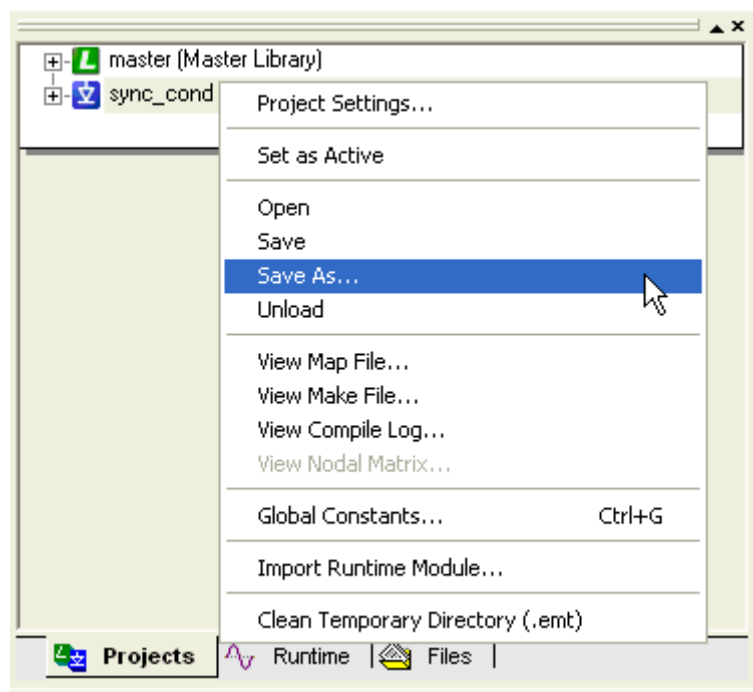 master (Master Library)
sync_cond
Project Settings...
Set as Active
Open
Save
Save As...
Unload
View Map File...
View Make File...
View Compile Log...
View Nodal Matrix...
Global Constants... Ctrl+G
Import Runtime Module...
Clean Temporary Directory (.emt)
Projects Runtime Files